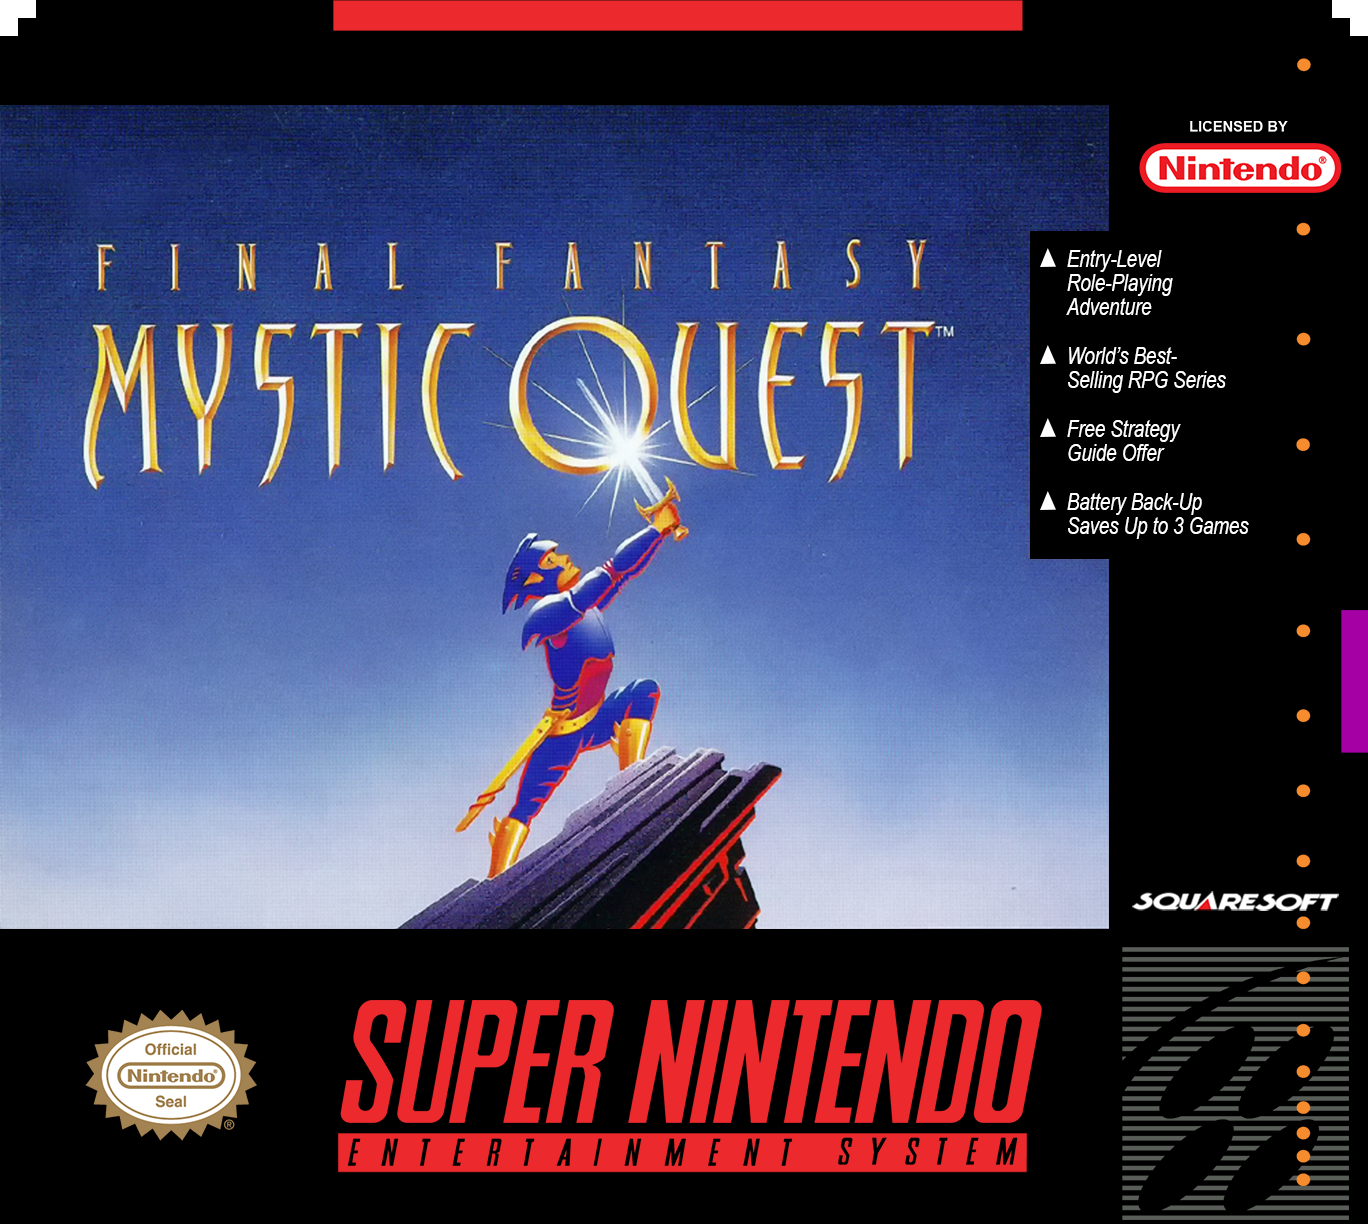 LICENSED BY
Nintendo®
FINAL FANTASY
MYSTIC QUEST™
Entry-Level
Role-Playing
Adventure
World's Best-
Selling RPG Series
Free Strategy
Guide Offer
Battery Back-Up
Saves Up to 3 Games
SQUARESOFT
Official
Nintendo®
Seal
®
SUPER NINTENDO
ENTERTAINMENT SYSTEM